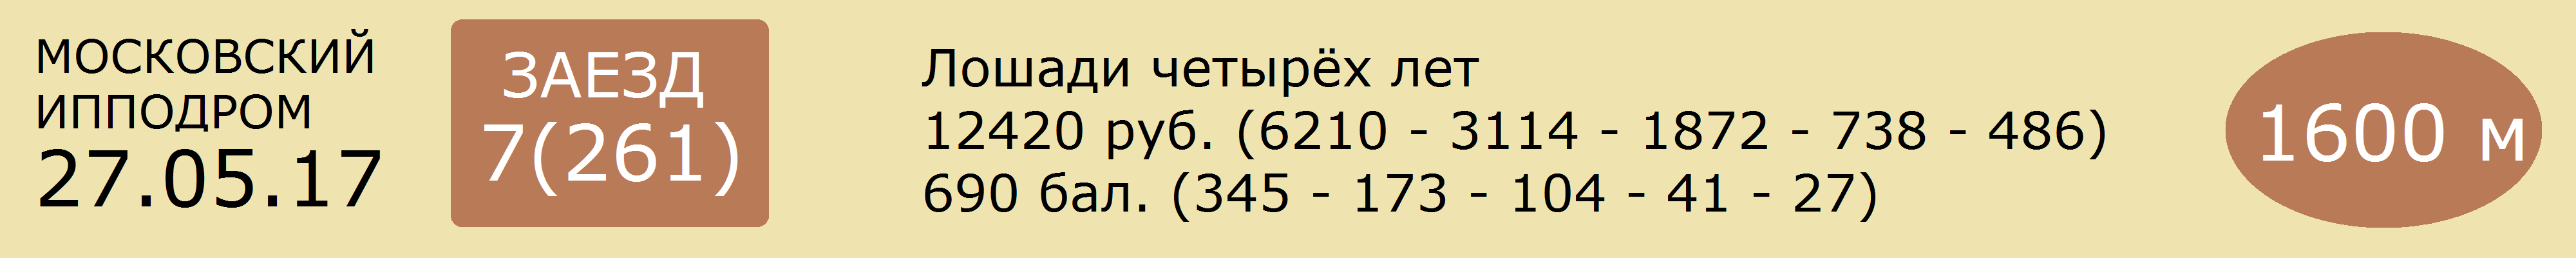 МОСКОВСКИЙ
ИППОДРОМ
27.05.17
ЗАЕЗД
7(261)
Лошади четырёх лет
12420 руб. (6210 - 3114 - 1872 - 738 - 486)
690 бал. (345 - 173 - 104 - 41 - 27)
1600 м